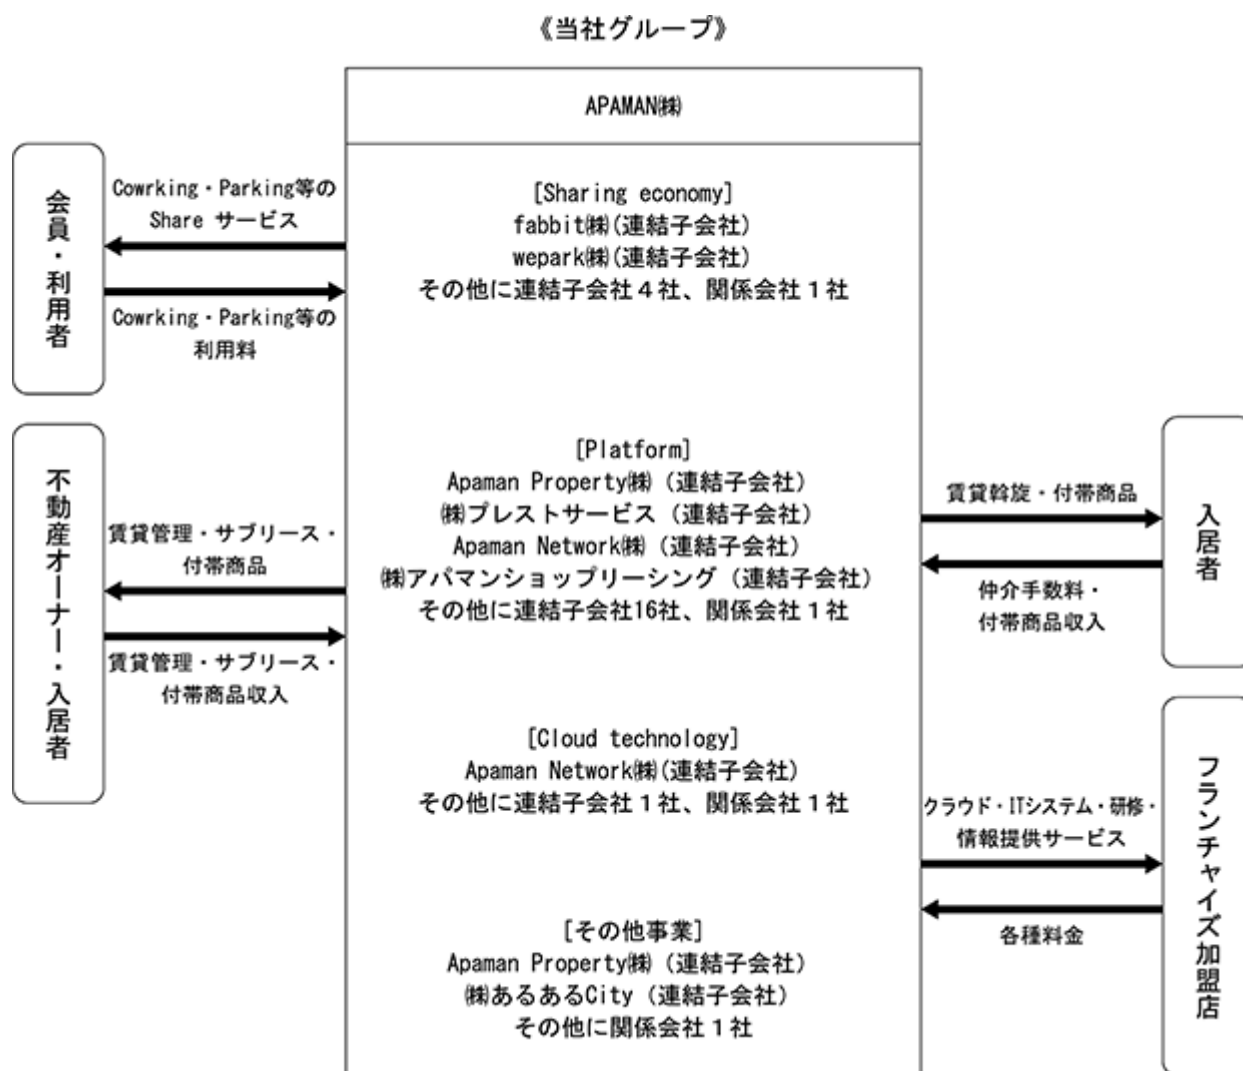 《当社グループ》
APAMAN㈱
会員・利用者
Cowrking・Parking等の
Share サービス
Cowrking・Parking等の
利用料
[Sharing economy]
fabbit㈱(連結子会社)
wepark㈱(連結子会社)
その他に連結子会社４社、関係会社１社
不動産オーナー・入居者
賃貸管理・サブリース・
付帯商品
賃貸管理・サブリース・
付帯商品収入
[Platform]
Apaman Property㈱（連結子会社）
㈱プレストサービス（連結子会社）
Apaman Network㈱（連結子会社）
㈱アパマンショップリーシング（連結子会社）
その他に連結子会社16社、関係会社１社
賃貸斡旋・付帯商品
仲介手数料・
付帯商品収入
入居者
[Cloud technology]
Apaman Network㈱(連結子会社)
その他に連結子会社１社、関係会社１社
クラウド・ITシステム・研修・
情報提供サービス
各種料金
フランチャイズ加盟店
[その他事業]
Apaman Property㈱（連結子会社）
㈱あるあるCity（連結子会社）
その他に関係会社１社